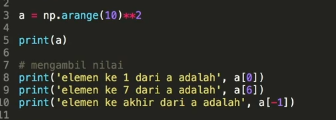 2
3 a = np.arange(10)**2
4
5 print(a)
6
7 # mengambil nilai
8 print('elemen ke 1 dari a adalah', a[0])
9 print('elemen ke 7 dari a adalah', a[6])
10 print('elemen ke akhir dari a adalah', a[-1])
11